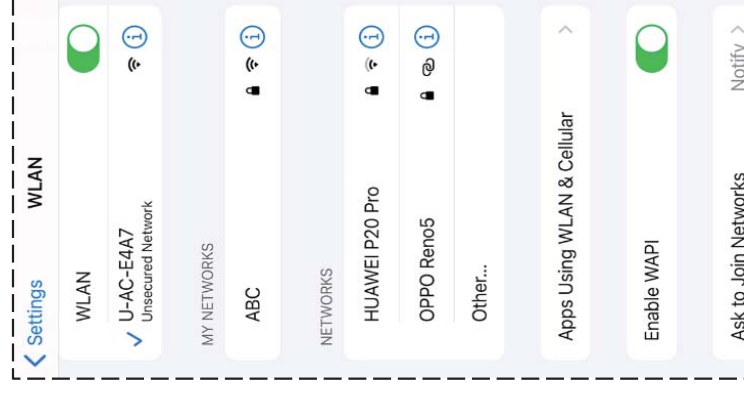 Settings WLAN
WLAN
U-AC-E4A7
Unsecured Network
MY NETWORKS
ABC
NETWORKS
HUAWEI P20 Pro
OPPO Reno5
Other...
Apps Using WLAN & Cellular
Enable WAPI
Ask to Join Networks Notify